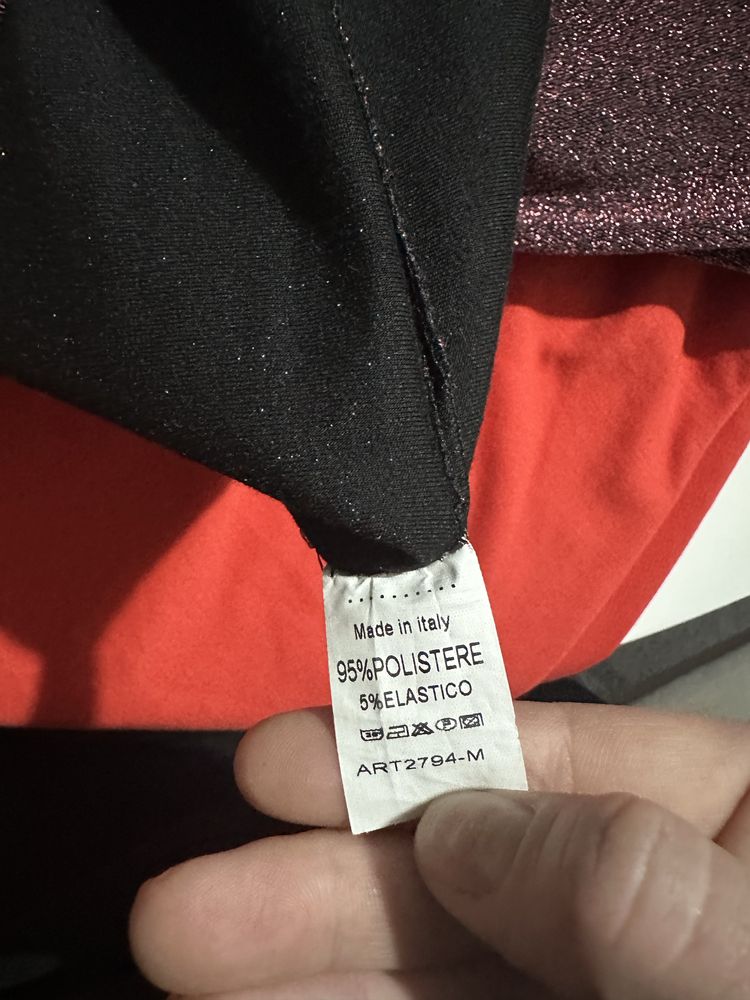 Made in italy
95%POLISTERE
5%ELASTICO
ART2794-M